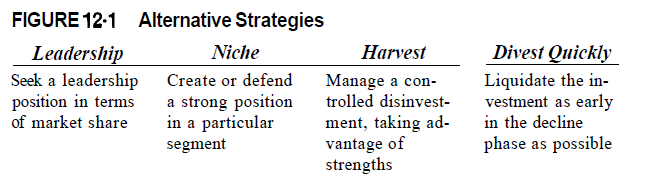 FIGURE 12-1 Alternative Strategies
Leadership Niche Harvest Divest Quickly
Seek a leadership Create or defend Manage a con- Liquidate the in-
position in terms a strong position trolled disinvest- vestment as early
of market share in a particular ment, taking ad- in the decline
segment vantage of phase as possible
strengths